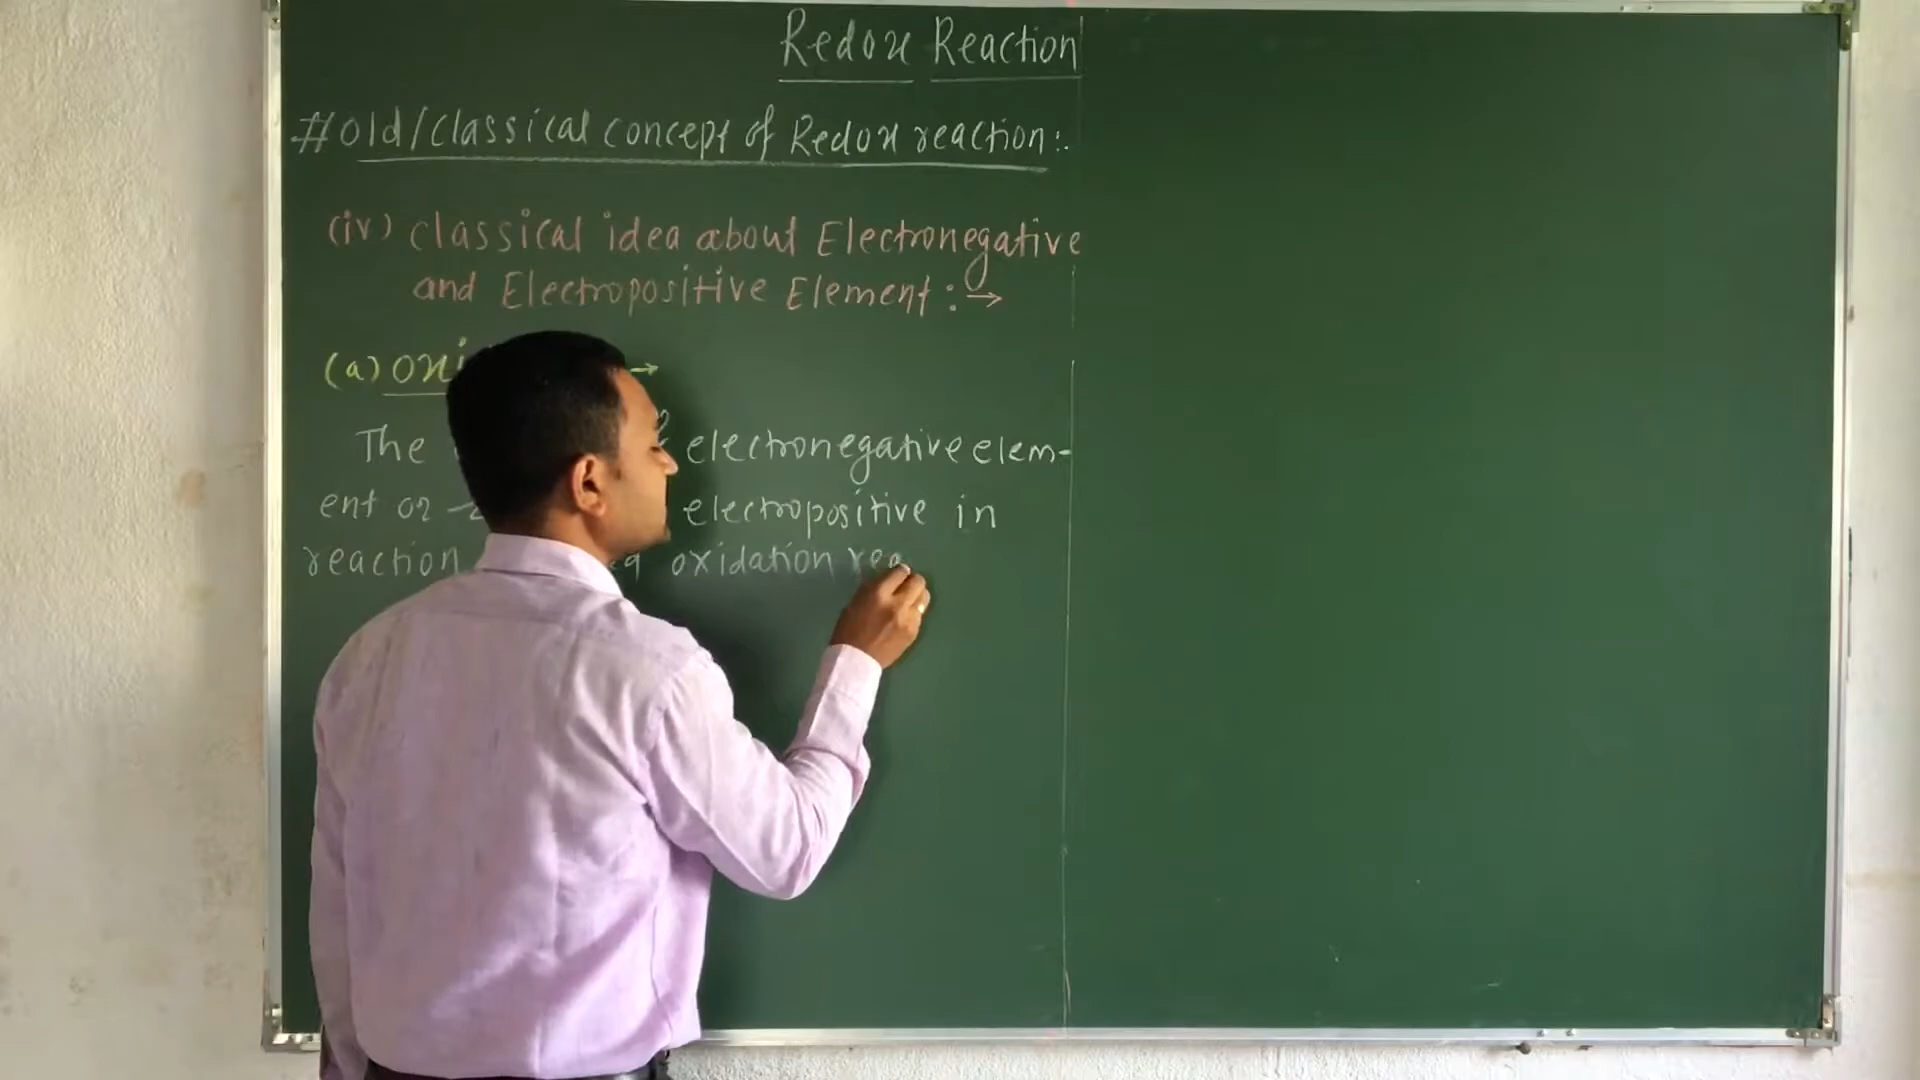 Redox Reaction
#Old/classical concept of Redox reaction:.
(iv) classical idea about Electronegative
and Electropositive Element :→
(a) →
The electronegative elem-
ent or electropositive in
reaction oxidation rea